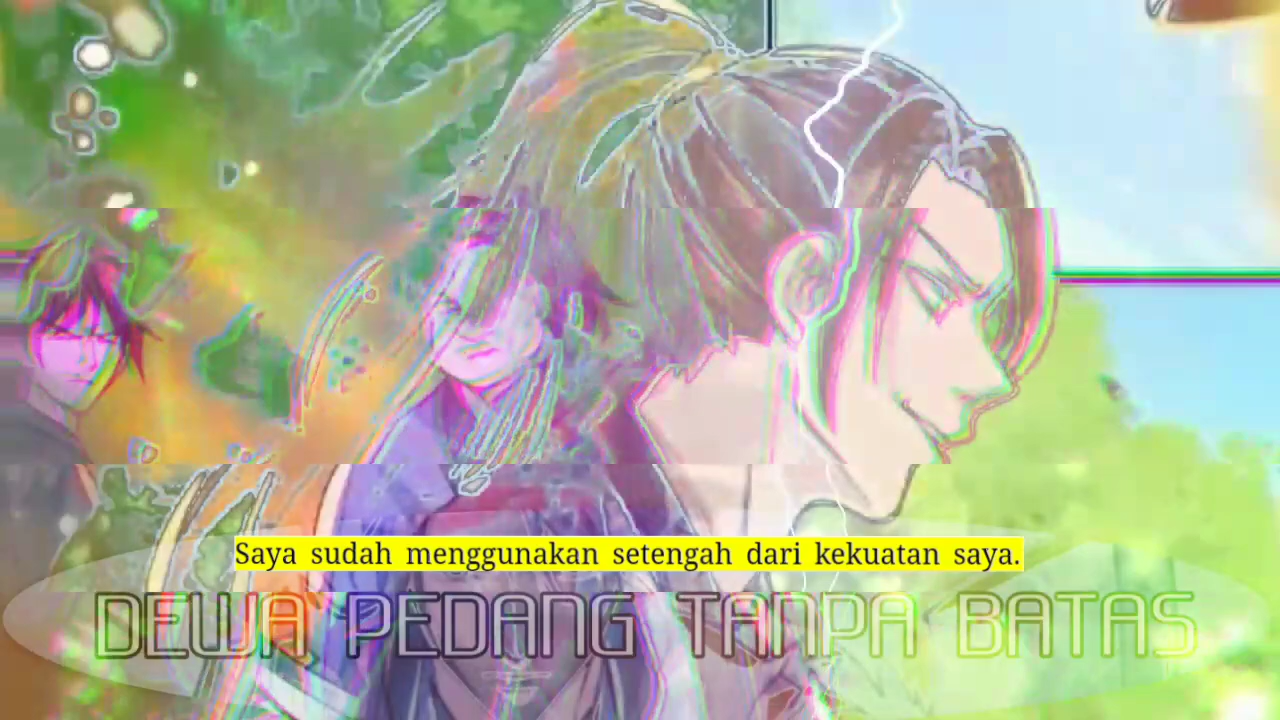 Saya sudah menggunakan setengah dari kekuatan saya.
DEWA PEDANG TANPA BATAS